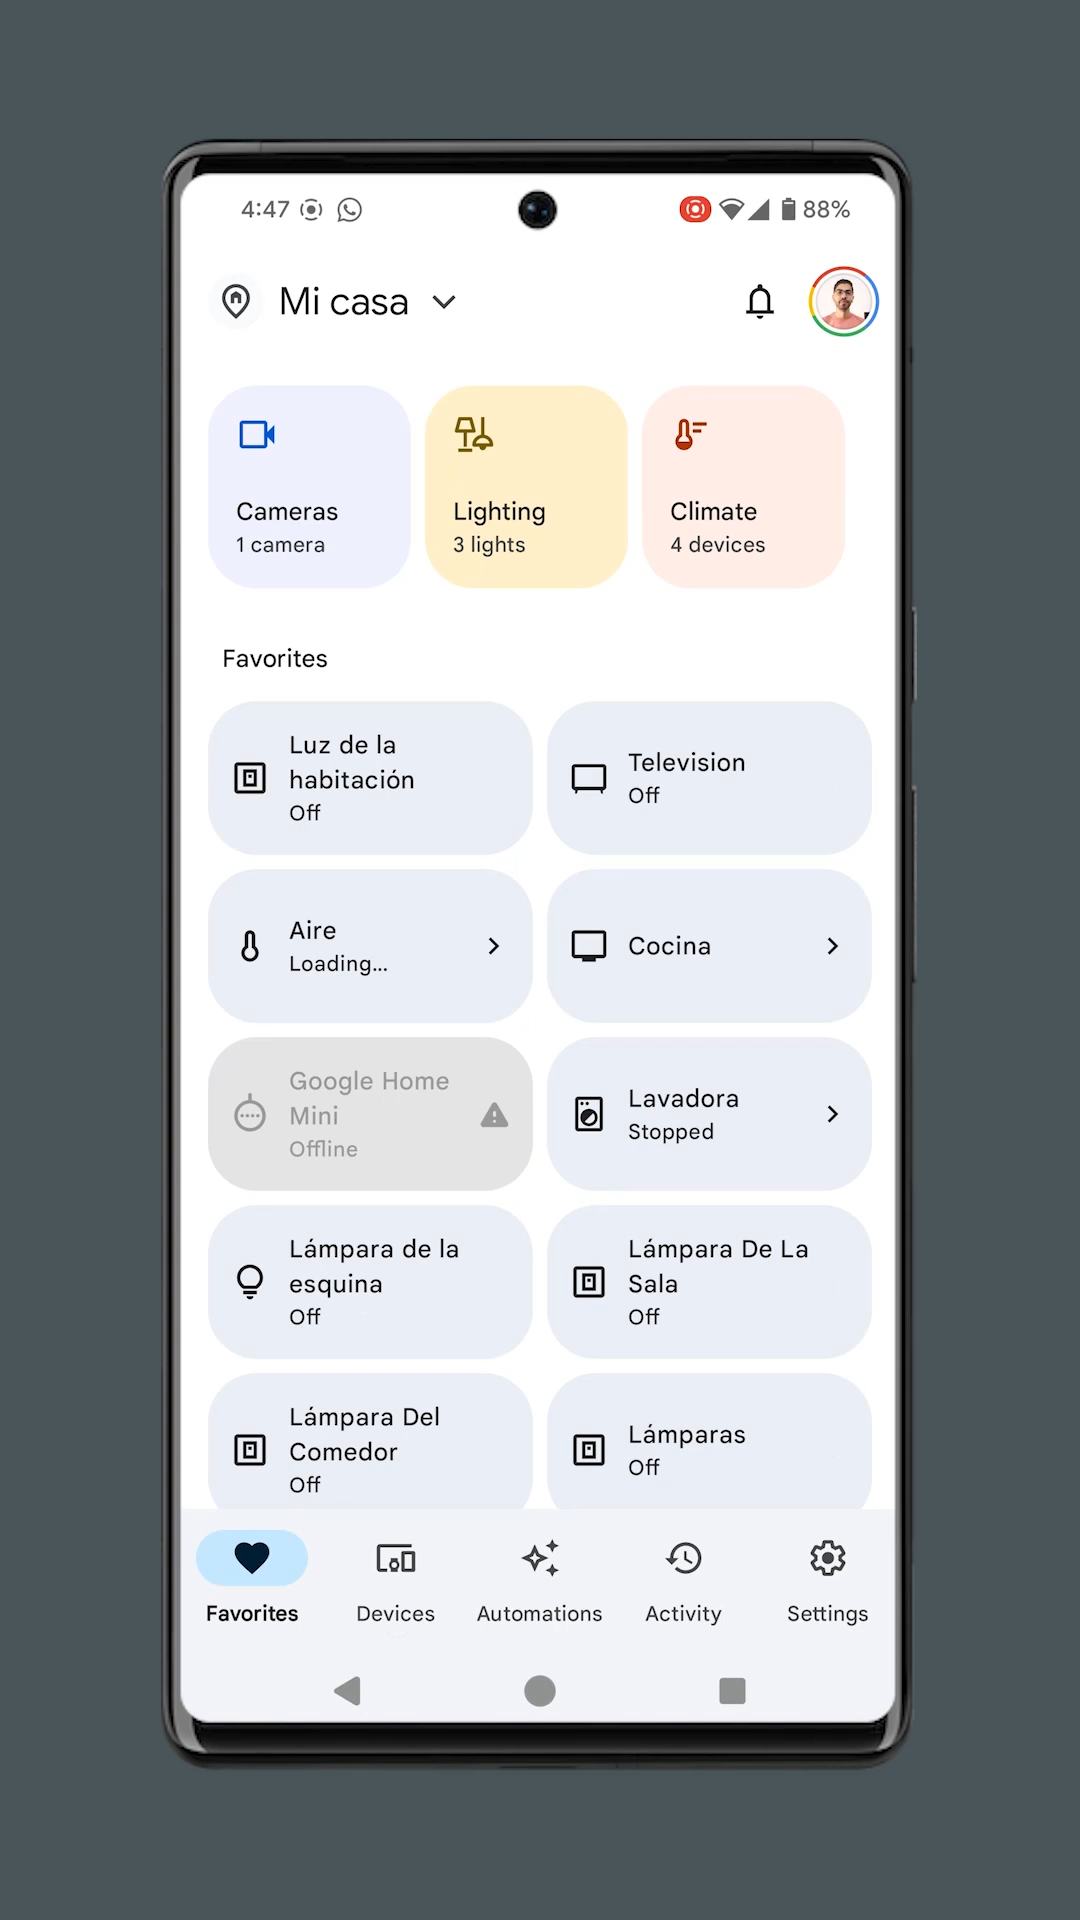 4:47
88%
Mi casa
Cameras
1 camera
Lighting
3 lights
Climate
4 devices
Favorites
Luz de la
habitación
Off
Television
Off
Aire
Loading...
Cocina
Google Home
Mini
Offline
Lavadora
Stopped
Lámpara de la
esquina
Off
Lámpara De La
Sala
Off
Lámpara Del
Comedor
Off
Lámparas
Off
Favorites
Devices
Automations
Activity
Settings